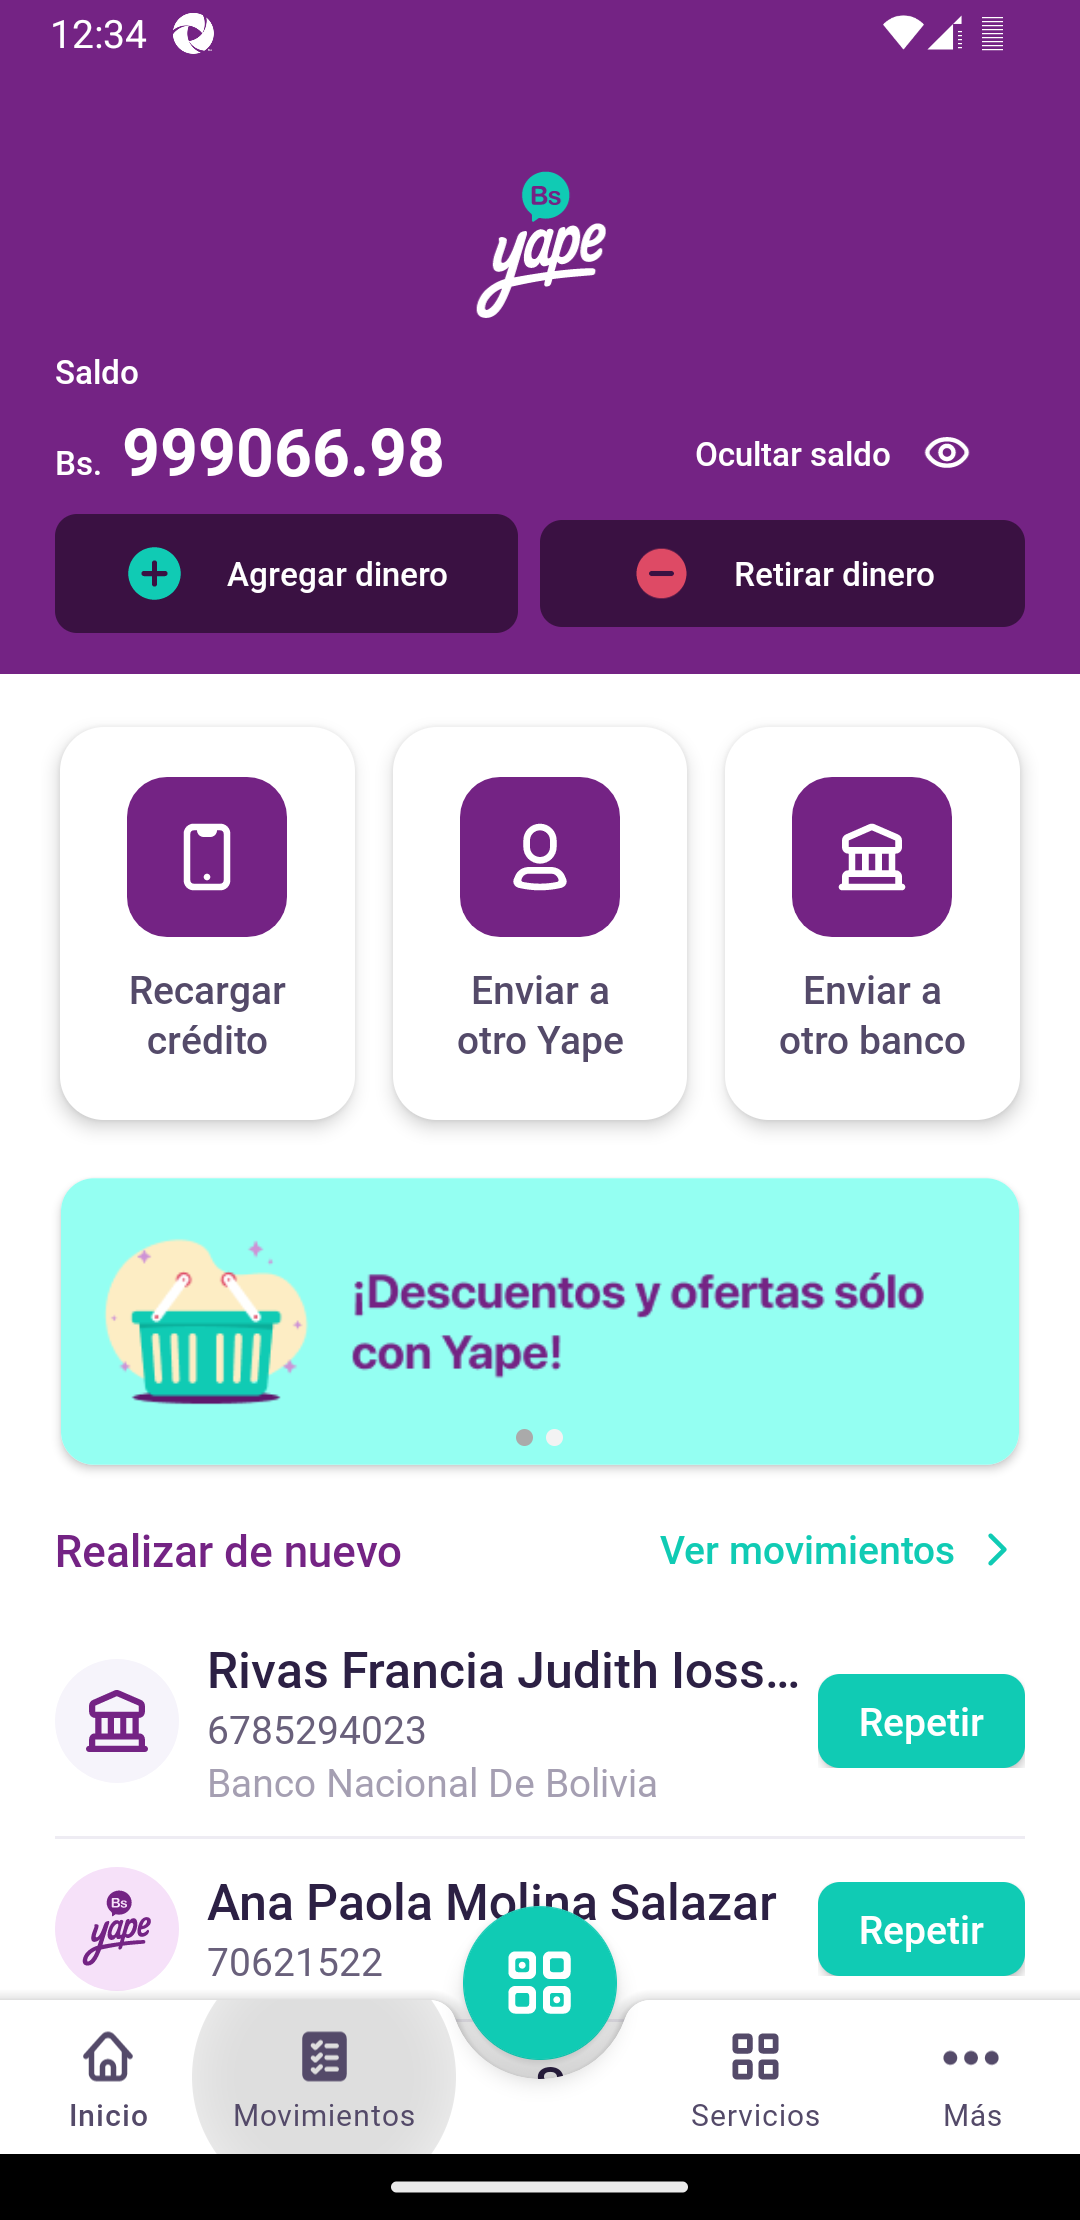 12:34
Bs
yape
Saldo
Bs. 999066.98
Ocultar saldo
Agregar dinero
Retirar dinero
Recargar
crédito
Enviar a
otro Yape
Enviar a
otro banco
¡Descuentos y ofertas sólo
con Yape!
Realizar de nuevo
Ver movimientos
Rivas Francia Judith Ioss...
6785294023
Banco Nacional De Bolivia
Repetir
Bs
yape
Ana Paola Molina Salazar
70621522
Repetir
Inicio
Movimientos
Servicios
Más